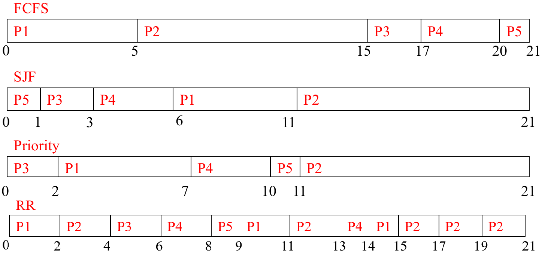 FCFS
P1 P2 P3 P4 P5
0 5 15 17 20 21
SJF
P5 P3 P4 P1 P2
0 1 3 6 11 21
Priority
P3 P1 P4 P5 P2
0 2 7 10 11 21
RR
P1 P2 P3 P4 P5 P1 P2 P4 P1 P2 P2 P2
0 2 4 6 8 9 11 13 14 15 17 19 21